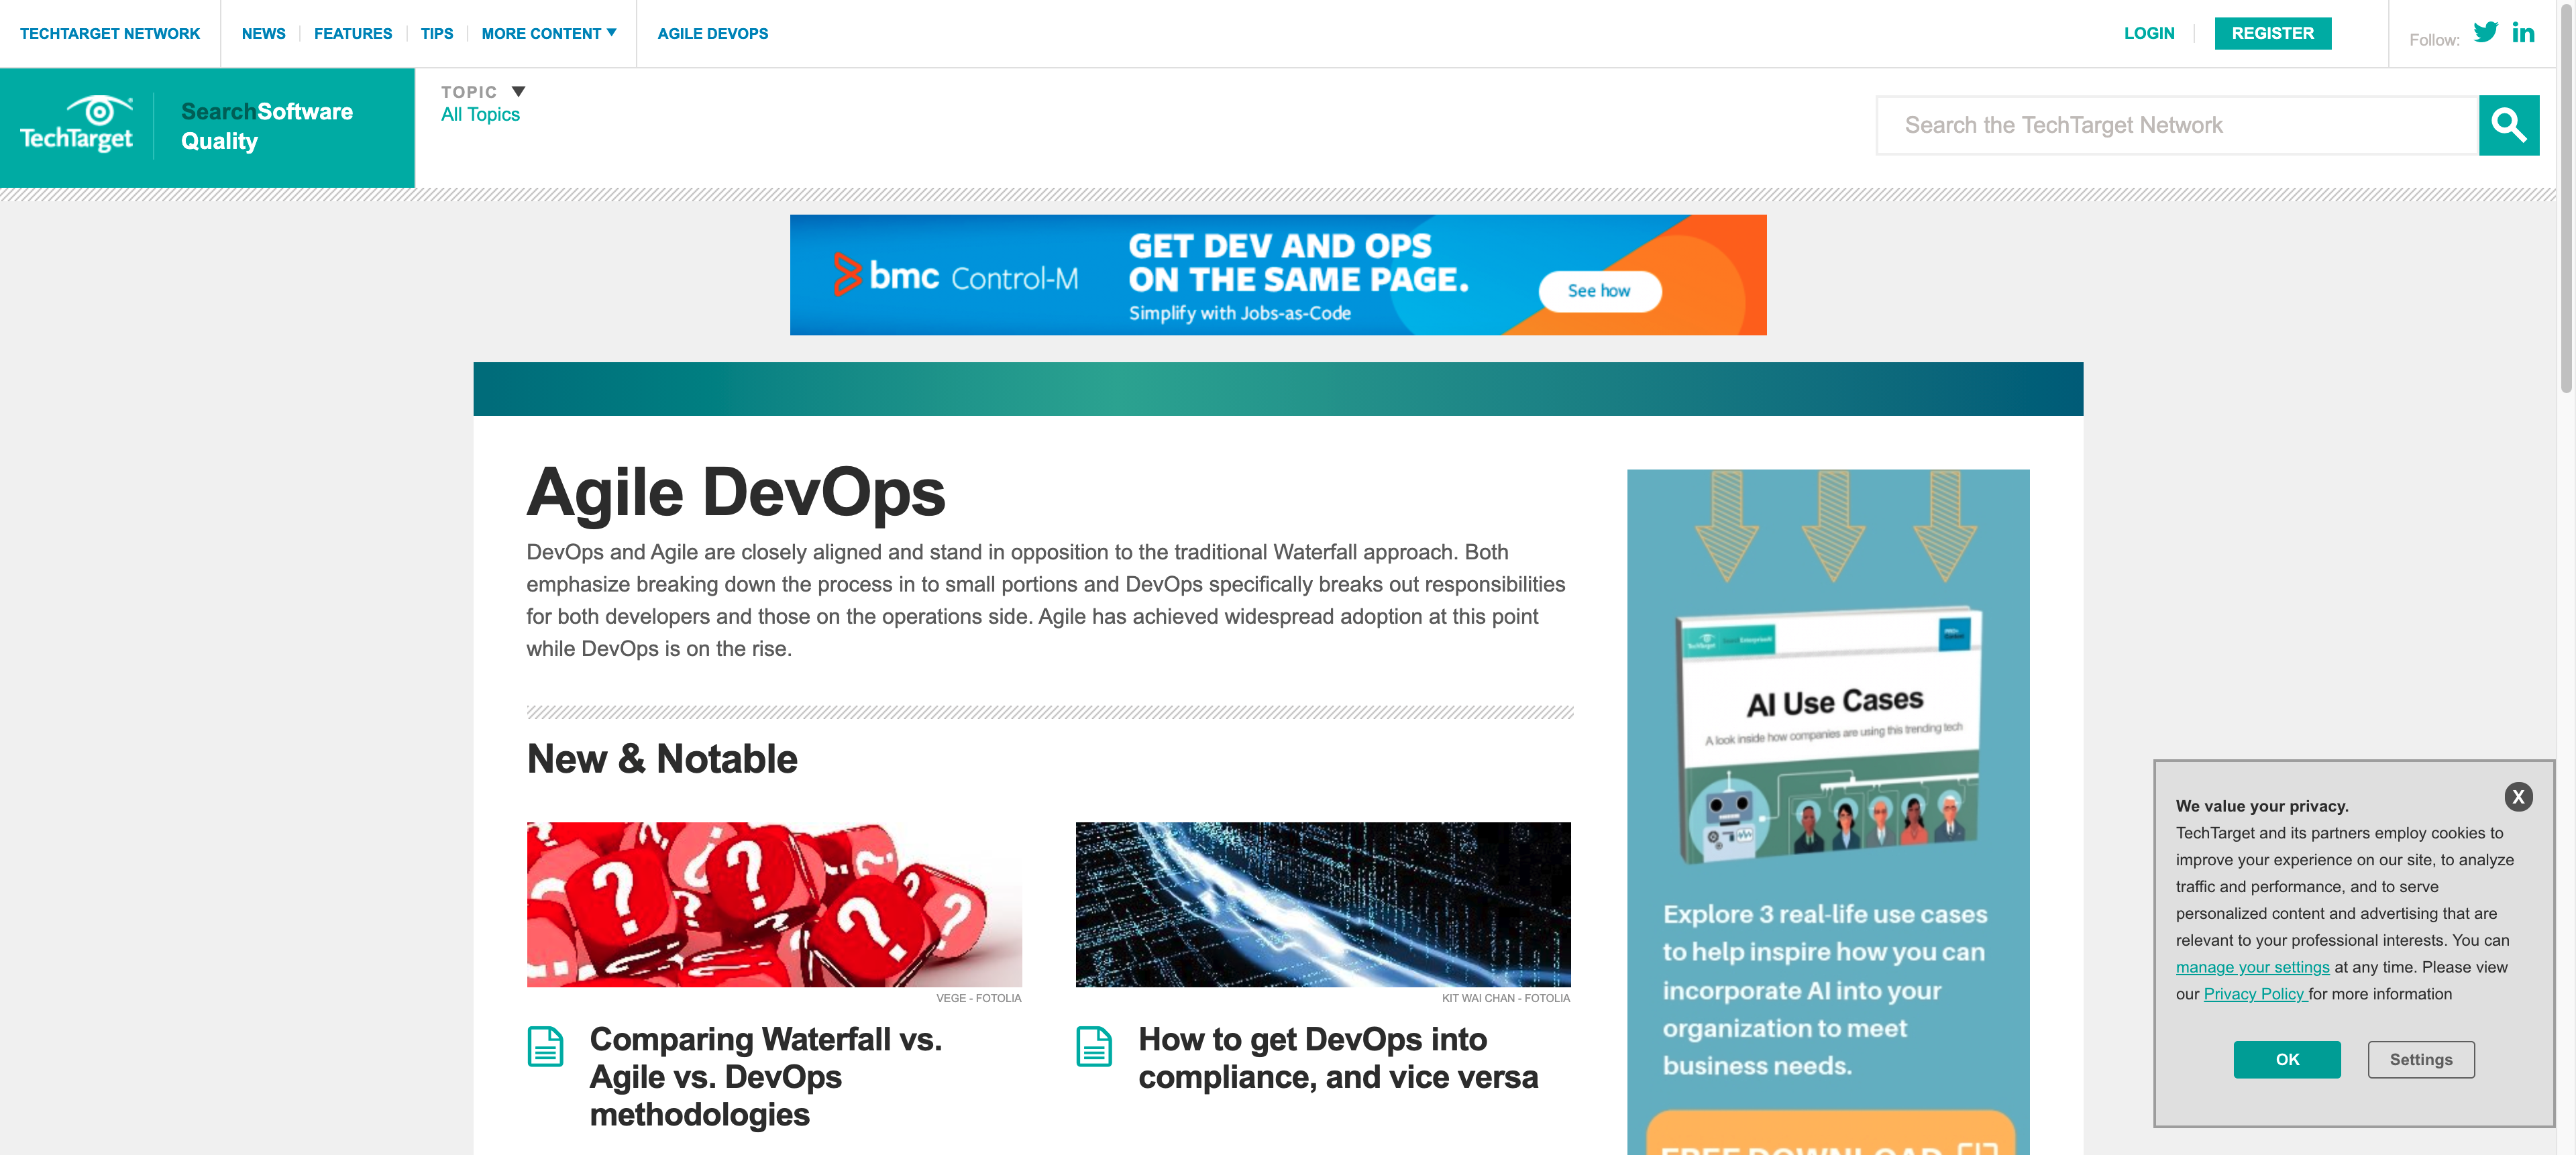 TECHTARGET NETWORK
NEWS
FEATURES
TIPS
MORE CONTENT
AGILE DEVOPS
LOGIN
REGISTER
Follow:
TechTarget
SearchSoftware
Quality
TOPIC
All Topics
Search the TechTarget Network
bmc Control-M
GET DEV AND OPS
ON THE SAME PAGE.
Simplify with Jobs-as-Code
See how
Agile DevOps
DevOps and Agile are closely aligned and stand in opposition to the traditional Waterfall approach. Both
emphasize breaking down the process in to small portions and DevOps specifically breaks out responsibilities
for both developers and those on the operations side. Agile has achieved widespread adoption at this point
while DevOps is on the rise.
New & Notable
VEGE - FOTOLIA
Comparing Waterfall vs.
Agile vs. DevOps
methodologies
KIT WAI CHAN - FOTOLIA
How to get DevOps into
compliance, and vice versa
TechTarget
AI Use Cases
A look inside how companies are using this trending tech
Explore 3 real-life use cases
to help inspire how you can
incorporate AI into your
organization to meet
business needs.
FREE DOWNLOAD
X
We value your privacy.
TechTarget and its partners employ cookies to
improve your experience on our site, to analyze
traffic and performance, and to serve
personalized content and advertising that are
relevant to your professional interests. You can
manage your settings at any time. Please view
our Privacy Policy for more information
OK
Settings